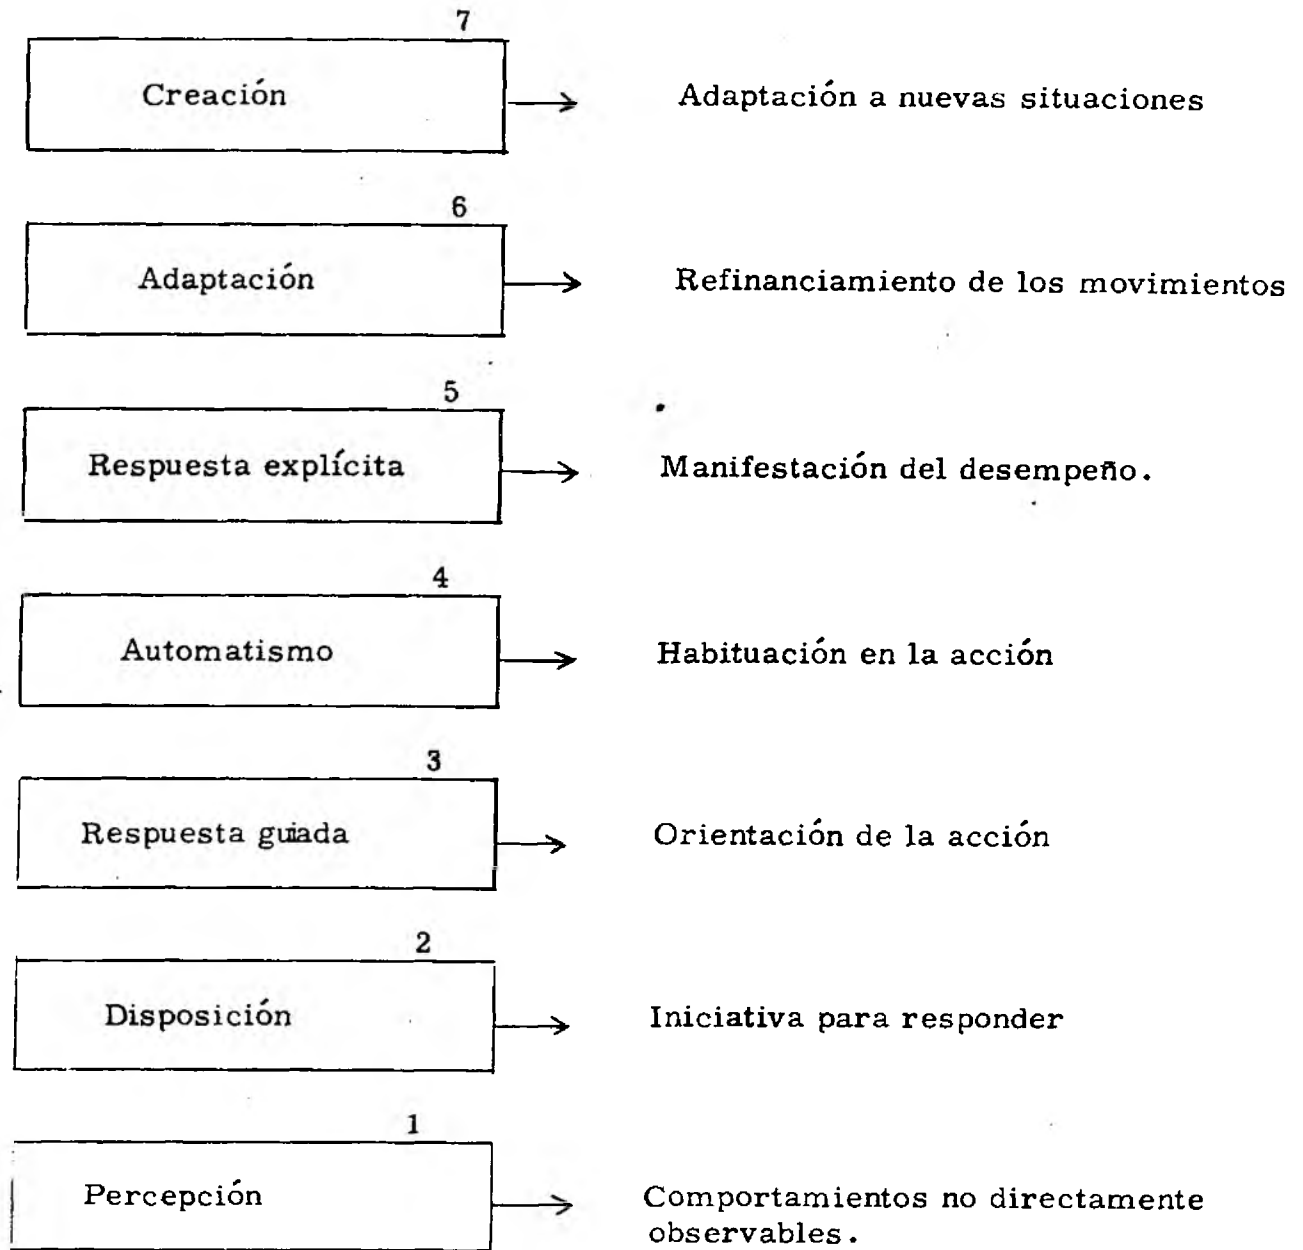 7
Creación
Adaptación a nuevas situaciones
6
Adaptación
Refinanciamiento de los movimientos
5
Respuesta explícita
Manifestación del desempeño.
4
Automatismo
Habituación en la acción
3
Respuesta guiada
Orientación de la acción
2
Disposición
Iniciativa para responder
1
Percepción
Comportamientos no directamente
observables.